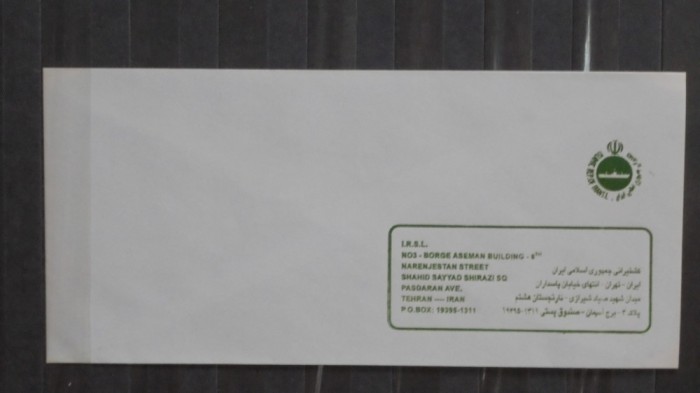 I.R.S.L.
NO3 - BORGE ASEMAN BUILDING - 8TH
NARENJESTAN STREET
SHAHID SAYYAD SHIRAZI SQ
PASDARAN AVE.
TEHRAN --- IRAN
P.O.BOX: 19395-1311
کشتیرانی جمهوری اسلامی ایران
ایران - تهران - انتهای خیابان پاسداران
میدان شهید صیاد شیرازی - نارنجستان هشتم
پلاک ۳ - برج آسمان - صندوق پستی ۱۳۱۱-۱۹۳۹۵